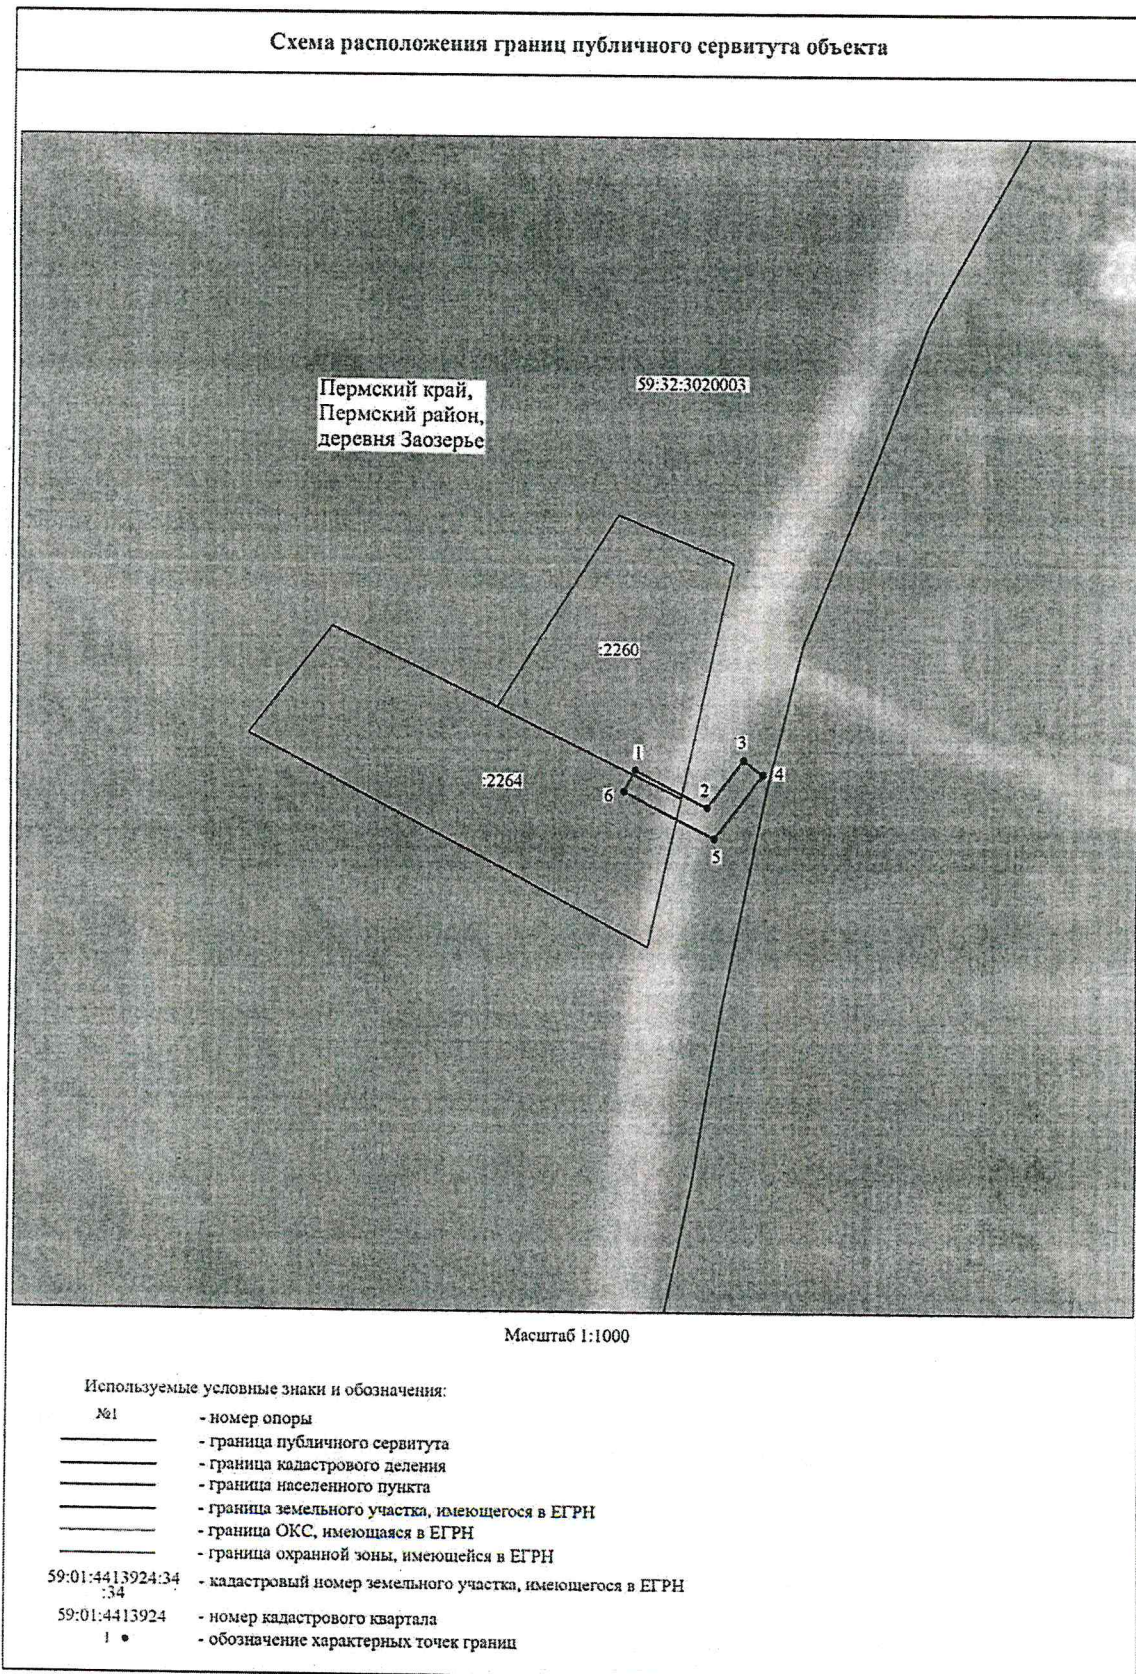 Схема расположения границ публичного сервитута объекта
Пермский край,
Пермский район,
деревня Заозерье
59:32:3020003
:2260
:2264
1
2
3
4
5
6
Масштаб 1:1000
Используемые условные знаки и обозначения:
№1 - номер опоры
- граница публичного сервитута
- граница кадастрового деления
- граница населенного пункта
- граница земельного участка, имеющегося в ЕГРН
- граница ОКС, имеющаяся в ЕГРН
- граница охранной зоны, имеющейся в ЕГРН
59:01:4413924:34
:34 - кадастровый номер земельного участка, имеющегося в ЕГРН
59:01:4413924 - номер кадастрового квартала
1 • - обозначение характерных точек границ